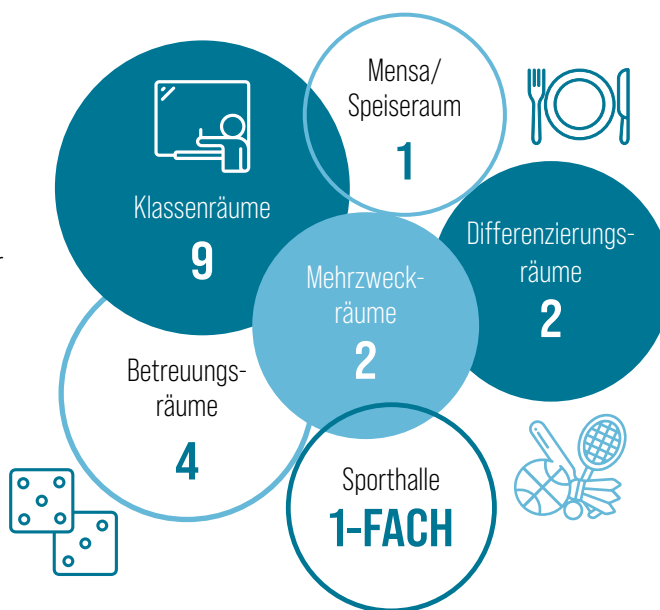 Mensa/
Speiseraum
1
Klassenräume
9
Differenzierungs-
räume
2
r
Mehrzweck-
räume
2
Betreuungs-
räume
4
Sporthalle
1-FACH